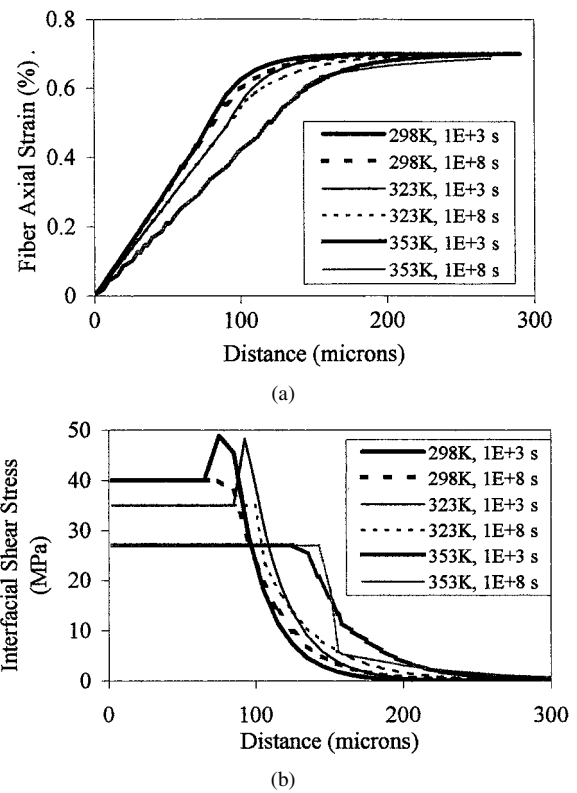 0.8
0.6
0.4
0.2
0
Fiber Axial Strain (%) .
298K, 1E+3 s
298K, 1E+8 s
323K, 1E+3 s
323K, 1E+8 s
353K, 1E+3 s
353K, 1E+8 s
0 100 200 300
Distance (microns)
(a)
50
40
30
20
10
0
Interfacial Shear Stress
(MPa)
298K, 1E+3 s
298K, 1E+8 s
323K, 1E+3 s
323K, 1E+8 s
353K, 1E+3 s
353K, 1E+8 s
0 100 200 300
Distance (microns)
(b)